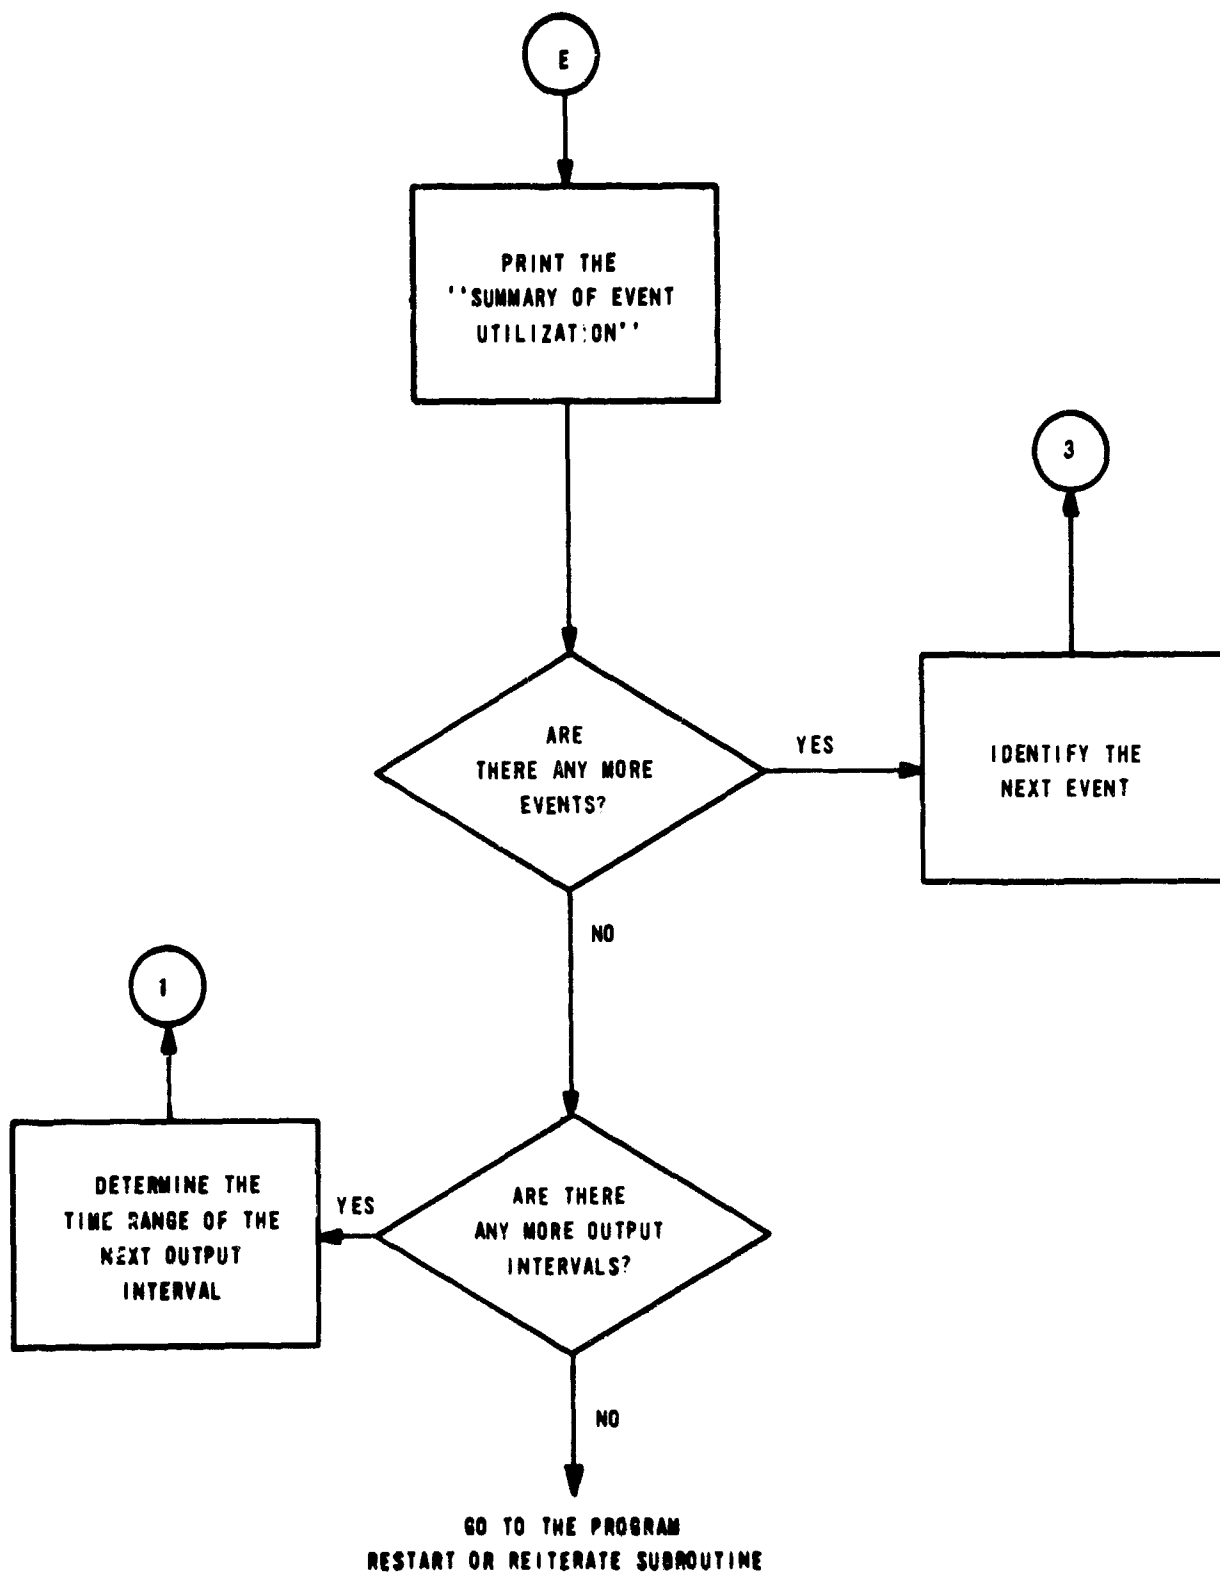 E
PRINT THE
''SUMMARY OF EVENT
UTILIZATION''
3
ARE
THERE ANY MORE
EVENTS?
YES
IDENTIFY THE
NEXT EVENT
NO
1
DETERMINE THE
TIME RANGE OF THE
NEXT OUTPUT
INTERVAL
YES
ARE THERE
ANY MORE OUTPUT
INTERVALS?
NO
GO TO THE PROGRAM
RESTART OR REITERATE SUBROUTINE